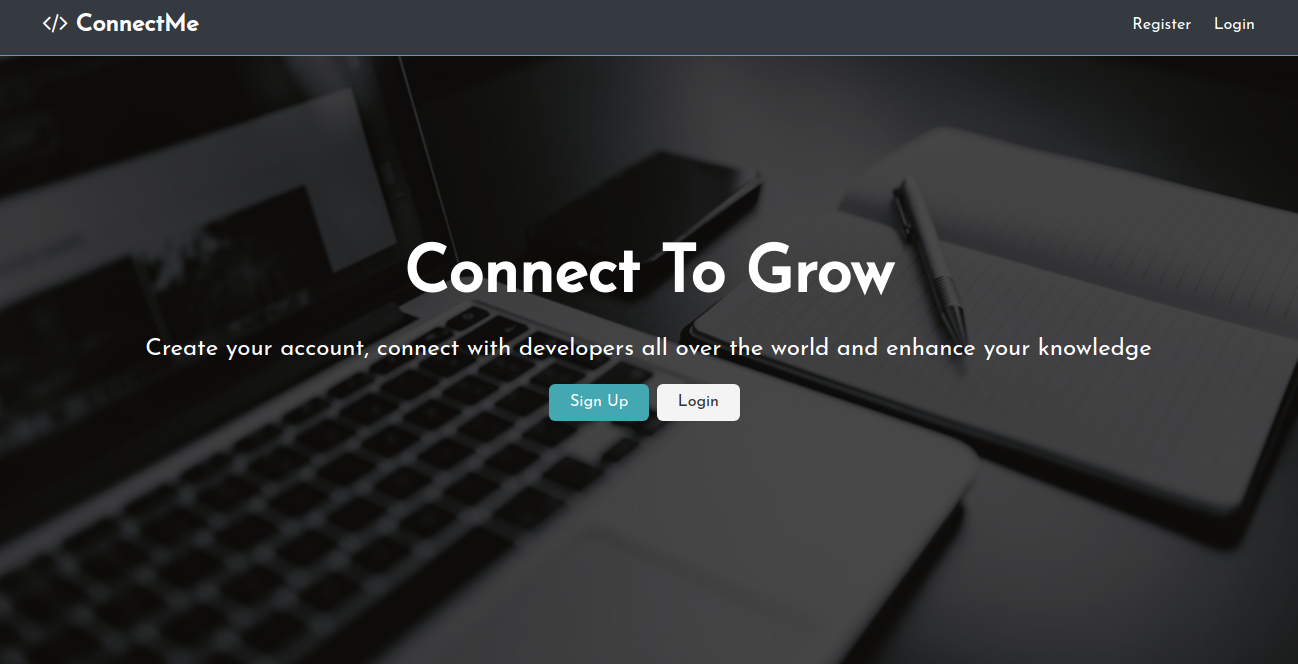 </> ConnectMe
Register Login
Connect To Grow
Create your account, connect with developers all over the world and enhance your knowledge
Sign Up Login